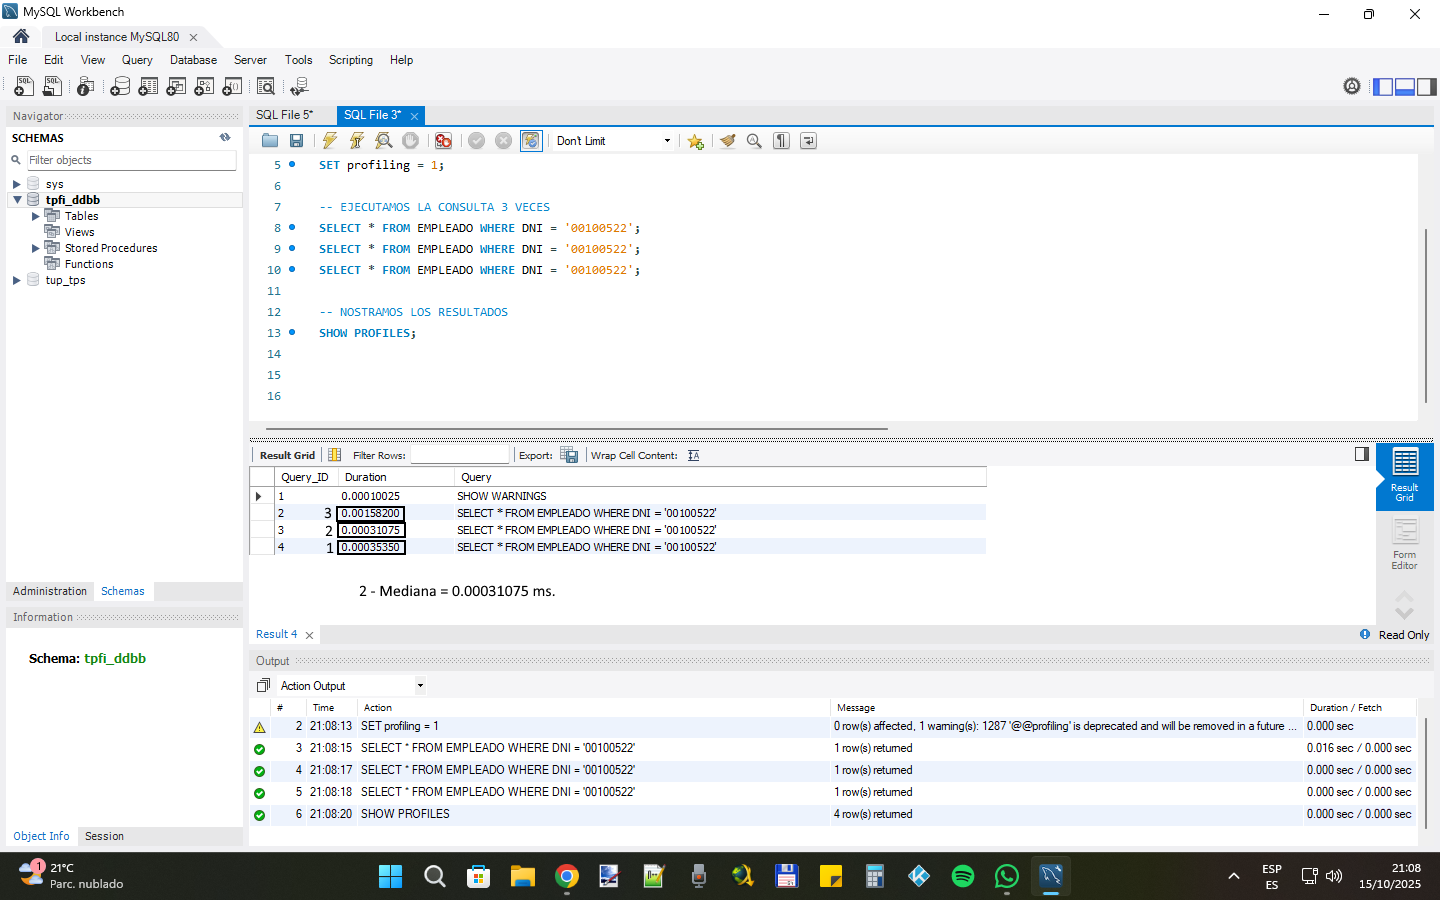 MySQL Workbench
Local instance MySQL80
File Edit View Query Database Server Tools Scripting Help
Navigator
SCHEMAS
Filter objects
sys
tpfi_ddbb
Tables
Views
Stored Procedures
Functions
tup_tps
Administration Schemas
Information
Schema: tpfi_ddbb
Object Info Session
SQL File 5* SQL File 3*
Don't Limit
5 SET profiling = 1;
6
7 -- EJECUTAMOS LA CONSULTA 3 VECES
8 SELECT * FROM EMPLEADO WHERE DNI = '00100522';
9 SELECT * FROM EMPLEADO WHERE DNI = '00100522';
10 SELECT * FROM EMPLEADO WHERE DNI = '00100522';
11
12 -- NOSTRAMOS LOS RESULTADOS
13 SHOW PROFILES;
14
15
16
Result Grid Filter Rows: Export: Wrap Cell Content:
Query_ID Duration Query
1 0.00010025 SHOW WARNINGS
2 3 0.00158200 SELECT * FROM EMPLEADO WHERE DNI = '00100522'
3 2 0.00031075 SELECT * FROM EMPLEADO WHERE DNI = '00100522'
4 1 0.00035350 SELECT * FROM EMPLEADO WHERE DNI = '00100522'
2 - Mediana = 0.00031075 ms.
Result Grid
Form Editor
Result 4
Read Only
Output
Action Output
# Time Action Message Duration / Fetch
2 21:08:13 SET profiling = 1 0 row(s) affected, 1 warning(s): 1287 '@@profiling' is deprecated and will be removed in a future ... 0.000 sec
3 21:08:15 SELECT * FROM EMPLEADO WHERE DNI = '00100522' 1 row(s) returned 0.016 sec / 0.000 sec
4 21:08:17 SELECT * FROM EMPLEADO WHERE DNI = '00100522' 1 row(s) returned 0.000 sec / 0.000 sec
5 21:08:18 SELECT * FROM EMPLEADO WHERE DNI = '00100522' 1 row(s) returned 0.000 sec / 0.000 sec
6 21:08:20 SHOW PROFILES 4 row(s) returned 0.000 sec / 0.000 sec
1
21°C
Parc. nublado
ESP
ES
21:08
15/10/2025